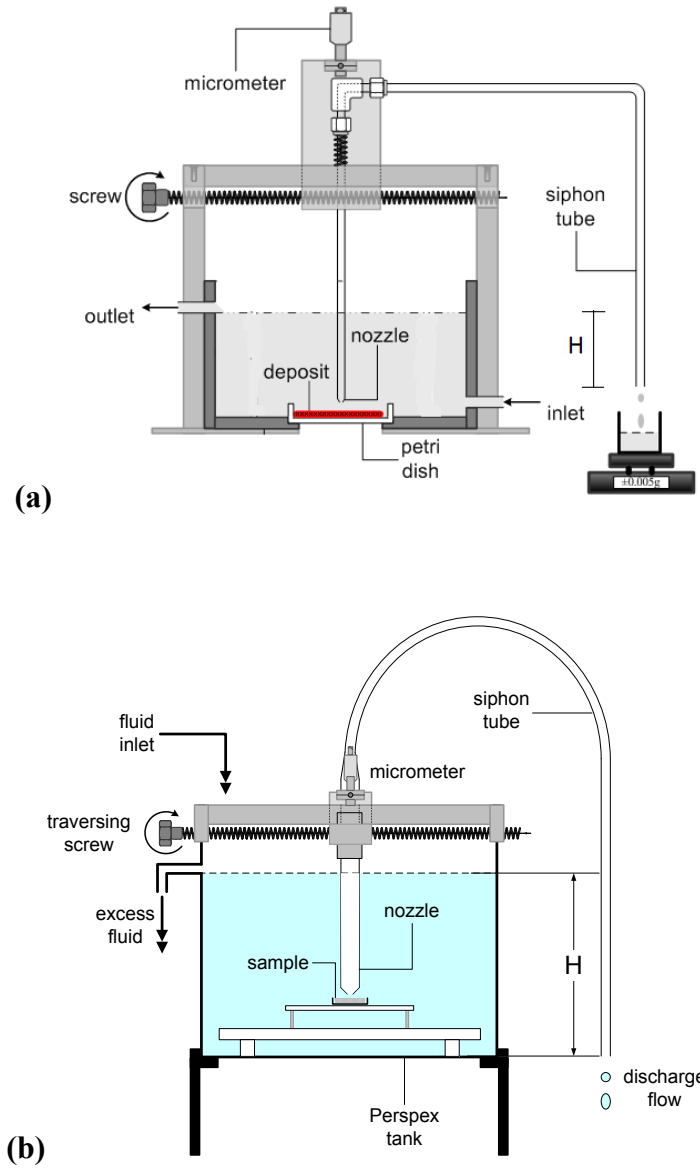 micrometer
screw
siphon
tube
outlet
H
nozzle
deposit
inlet
petri
dish
±0.005g
(a)
siphon
tube
fluid
inlet
micrometer
traversing
screw
excess
fluid
nozzle
sample
H
discharge
flow
Perspex
tank
(b)